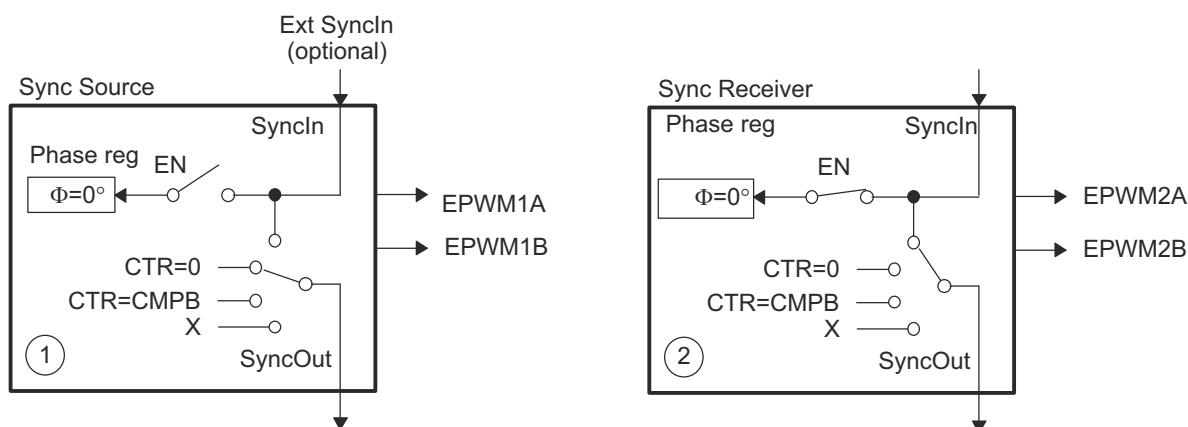 Ext SyncIn
(optional)
Sync Source
SyncIn
Phase reg
EN
Φ=0°
EPWM1A
EPWM1B
CTR=0
CTR=CMPB
X
1
SyncOut
Sync Receiver
Phase reg
SyncIn
EN
Φ=0°
EPWM2A
EPWM2B
CTR=0
CTR=CMPB
X
2
SyncOut